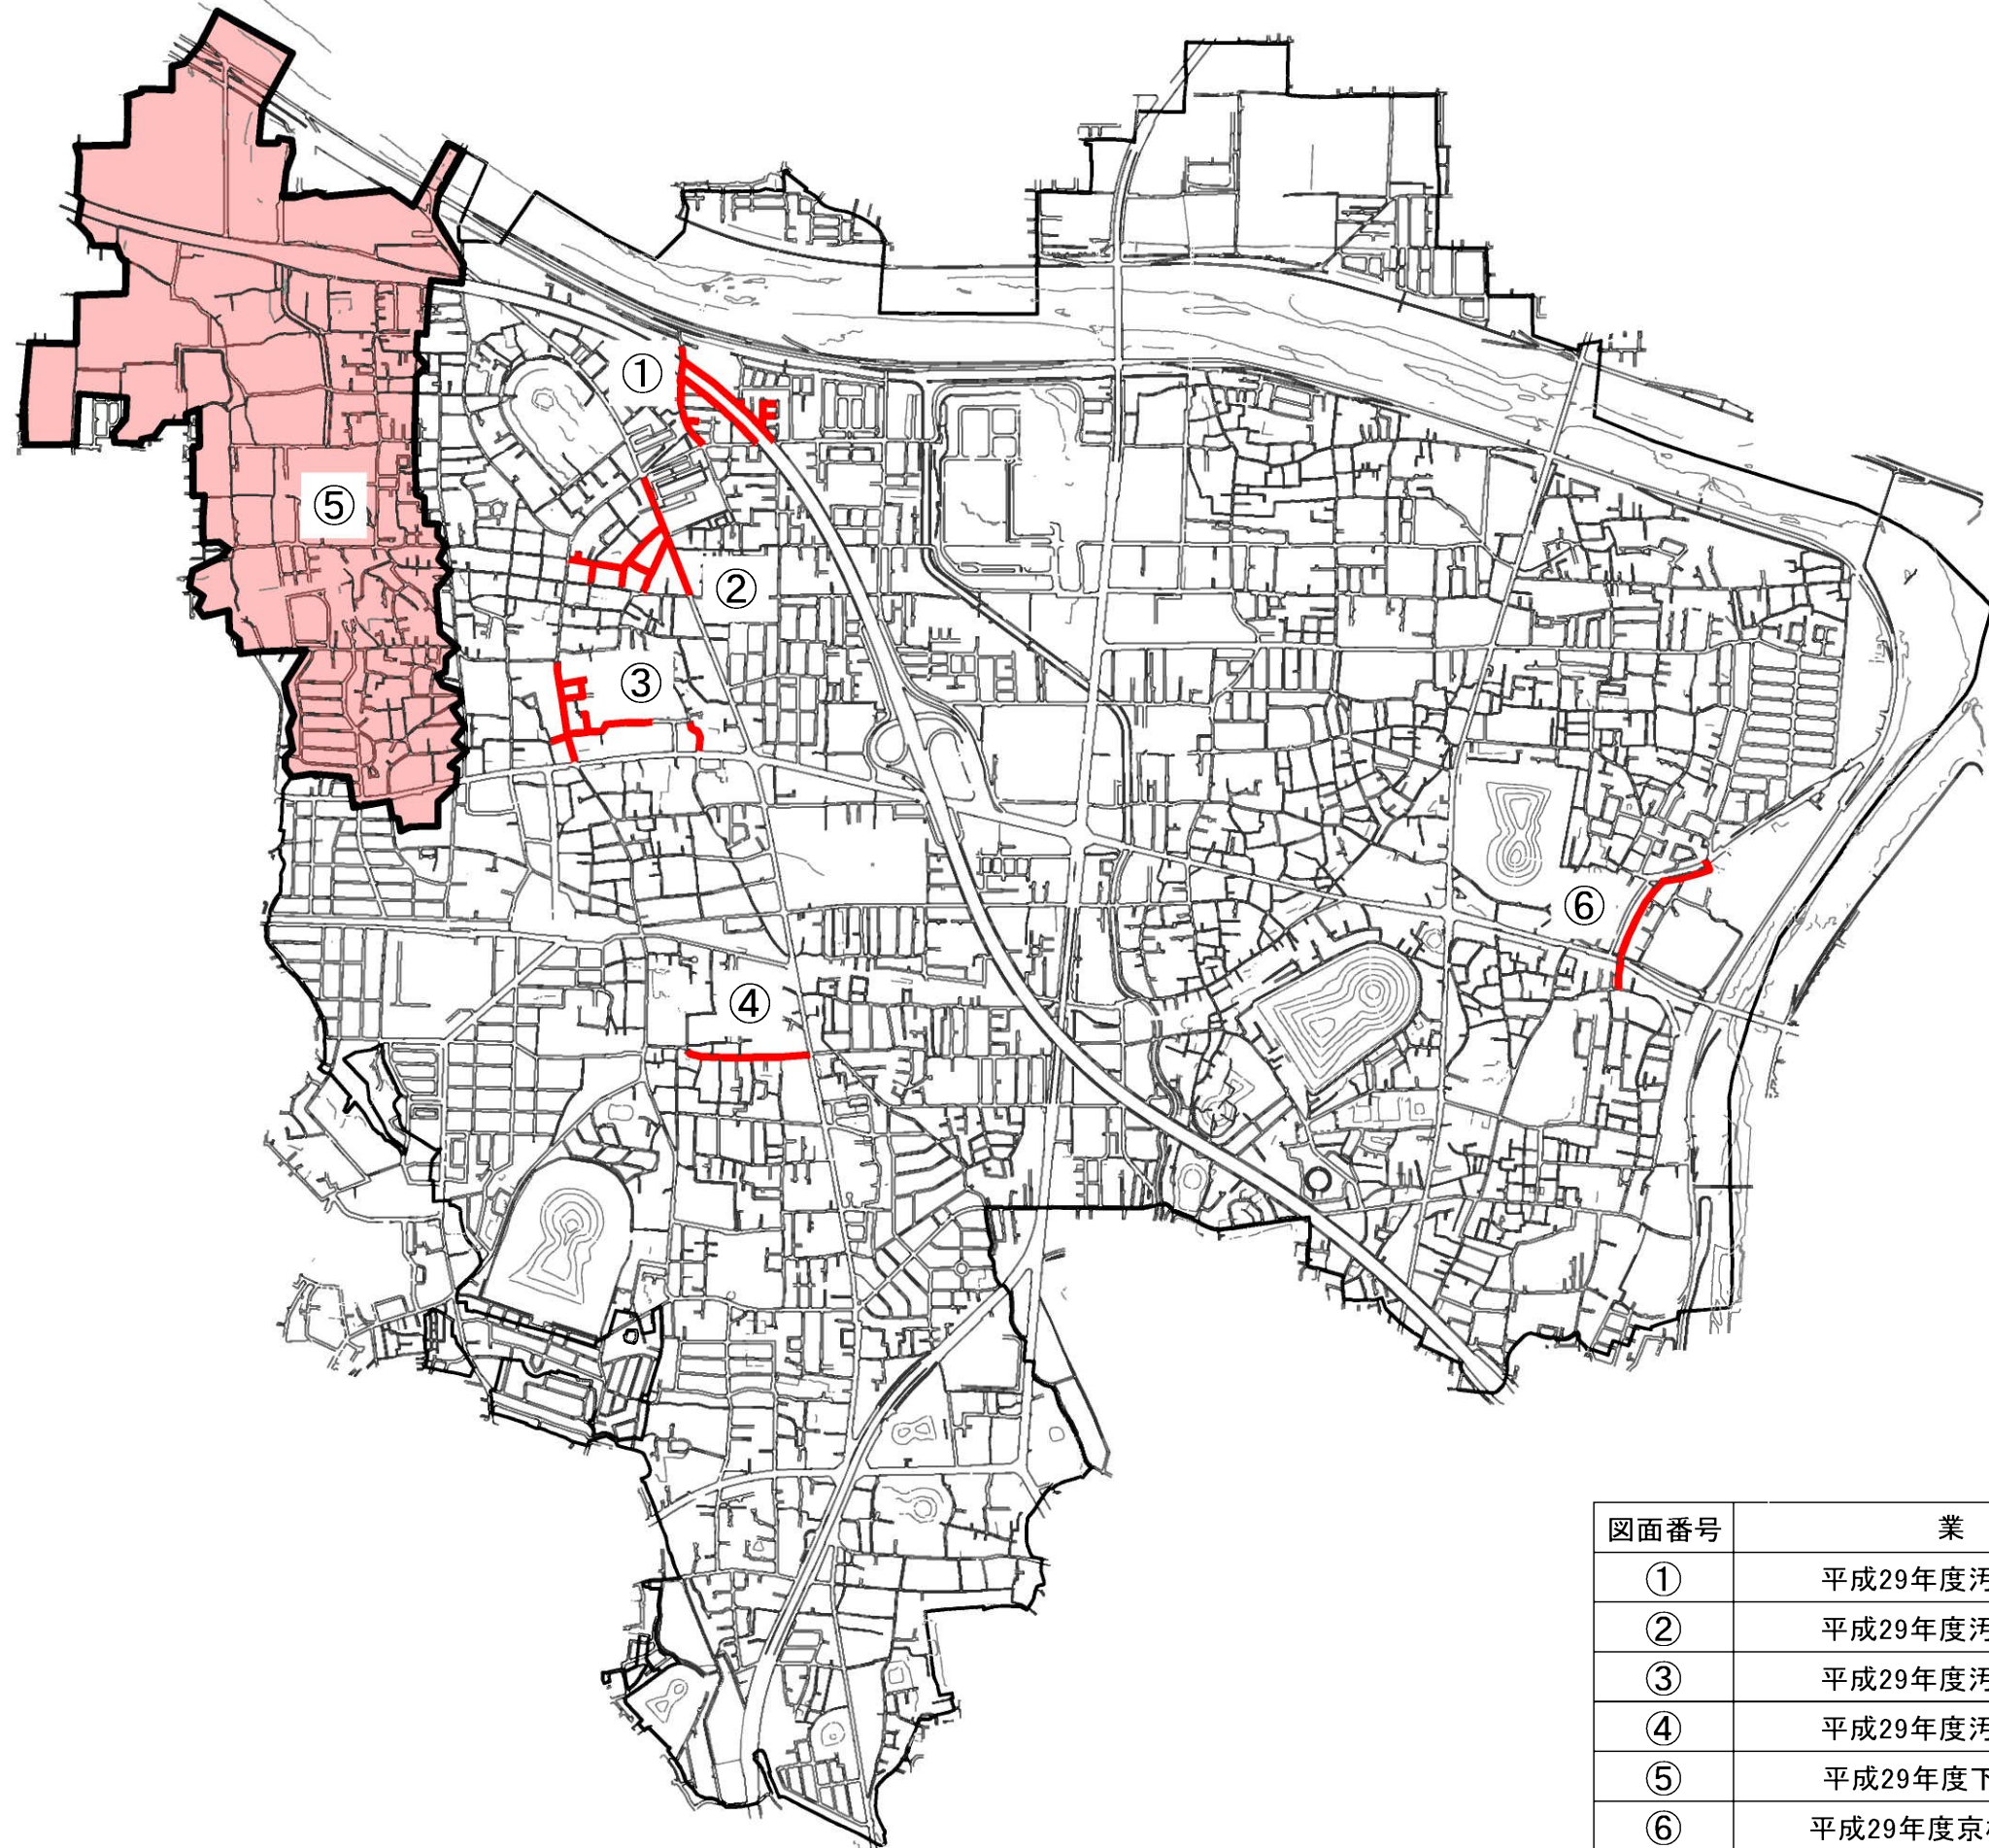 ①
⑤
②
③
⑥
④
図面番号 業
① 平成29年度汚
② 平成29年度汚
③ 平成29年度汚
④ 平成29年度汚
⑤ 平成29年度下
⑥ 平成29年度京